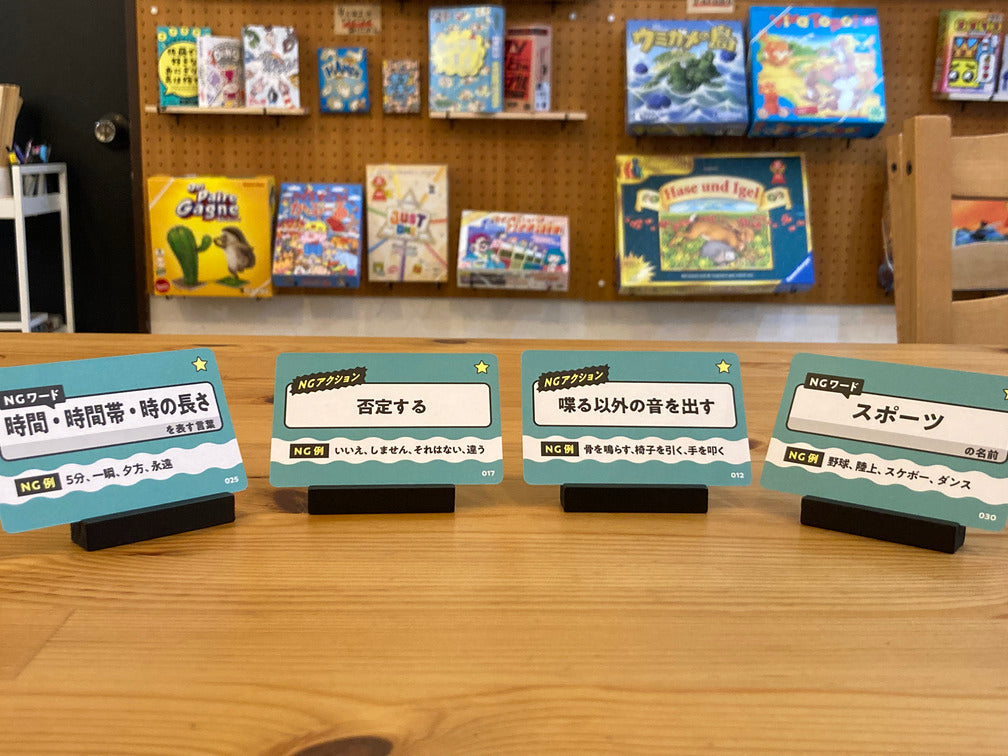 ウミガメの島
Petite
Gagne
JUST
ONE
Hase und Igel
NGワード
時間・時間帯・時の長さ
を表す言葉
NG例 5分、一瞬、夕方、永遠
025
NGアクション
否定する
NG例 いいえ、しません、それはない、違う
017
NGアクション
喋る以外の音を出す
NG例 骨を鳴らす、椅子を引く、手を叩く
012
NGワード
スポーツ
の名前
NG例 野球、陸上、スケボー、ダンス
030